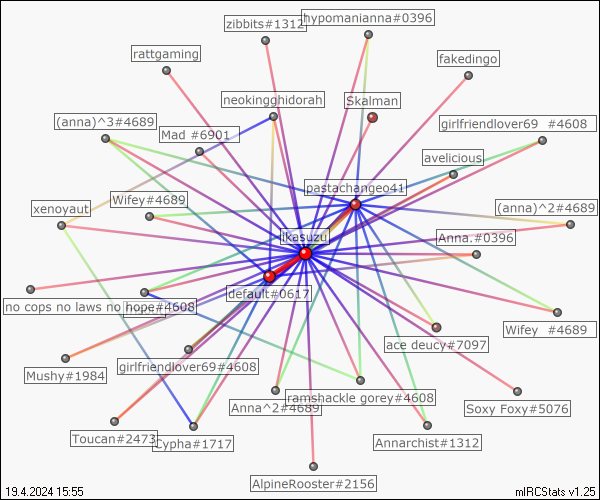 zibbits#1312
hypomanianna#0396
rattgaming
fakedingo
neokingghidorah
Skalman
(anna)^3#4689
Mad #6901
girlfriendlover69 #4608
avelicious
pastachangeo41
Wifey#4689
xenoyaut
(anna)^2#4689
ikasuzu
Anna.#0396
default#0617
no cops no laws no hope#4608
Wifey #4689
ace deucy#7097
Mushy#1984
girlfriendlover69#4608
Anna^2#4689
ramshackle gorey#4608
Soxy Foxy#5076
Toucan#2473
Cypha#1717
Annarchist#1312
AlpineRooster#2156
19.4.2024 15:55
mIRCStats v1.25